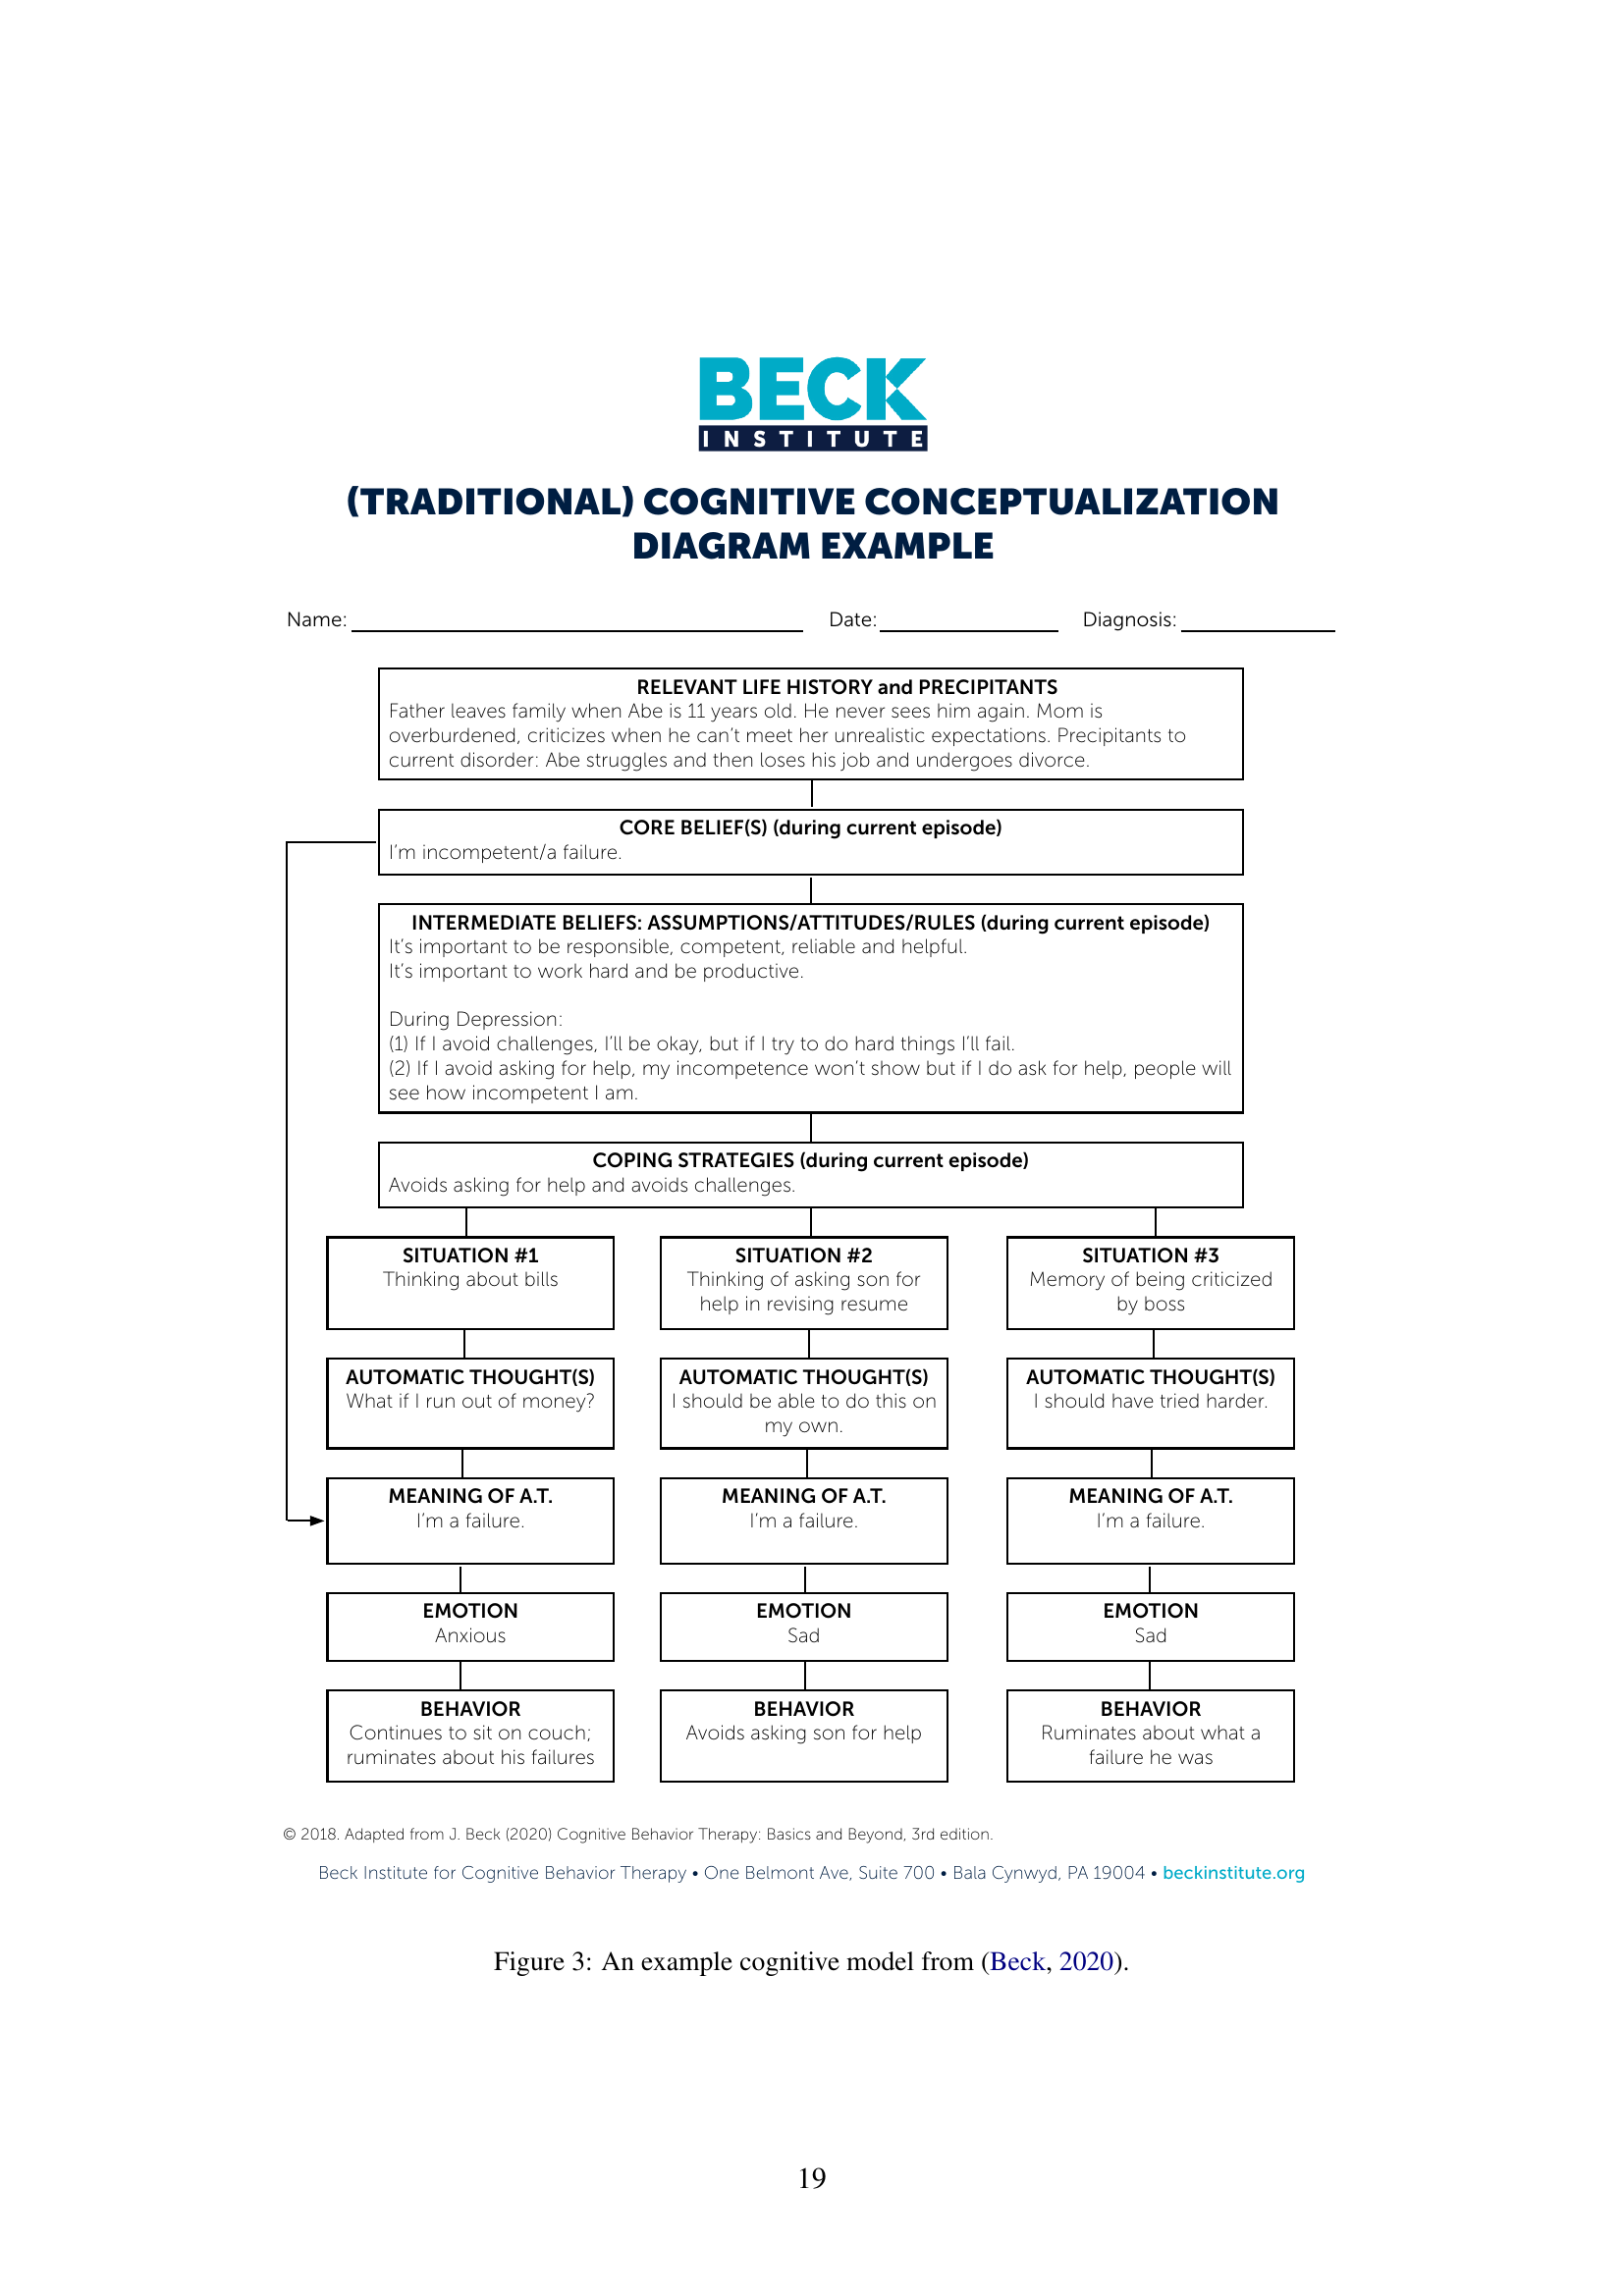 BECK
INSTITUTE
(TRADITIONAL) COGNITIVE CONCEPTUALIZATION
DIAGRAM EXAMPLE
Name: Date: Diagnosis:
RELEVANT LIFE HISTORY and PRECIPITANTS
Father leaves family when Abe is 11 years old. He never sees him again. Mom is
overburdened, criticizes when he can't meet her unrealistic expectations. Precipitants to
current disorder: Abe struggles and then loses his job and undergoes divorce.
CORE BELIEF(S) (during current episode)
I'm incompetent/a failure.
INTERMEDIATE BELIEFS: ASSUMPTIONS/ATTITUDES/RULES (during current episode)
It's important to be responsible, competent, reliable and helpful.
It's important to work hard and be productive.
During Depression:
(1) If I avoid challenges, I'll be okay, but if I try to do hard things I'll fail.
(2) If I avoid asking for help, my incompetence won't show but if I do ask for help, people will
see how incompetent I am.
COPING STRATEGIES (during current episode)
Avoids asking for help and avoids challenges.
SITUATION #1
Thinking about bills
SITUATION #2
Thinking of asking son for
help in revising resume
SITUATION #3
Memory of being criticized
by boss
AUTOMATIC THOUGHT(S)
What if I run out of money?
AUTOMATIC THOUGHT(S)
I should be able to do this on
my own.
AUTOMATIC THOUGHT(S)
I should have tried harder.
MEANING OF A.T.
I'm a failure.
MEANING OF A.T.
I'm a failure.
MEANING OF A.T.
I'm a failure.
EMOTION
Anxious
EMOTION
Sad
EMOTION
Sad
BEHAVIOR
Continues to sit on couch;
ruminates about his failures
BEHAVIOR
Avoids asking son for help
BEHAVIOR
Ruminates about what a
failure he was
© 2018. Adapted from J. Beck (2020) Cognitive Behavior Therapy: Basics and Beyond, 3rd edition.
Beck Institute for Cognitive Behavior Therapy • One Belmont Ave, Suite 700 • Bala Cynwyd, PA 19004 • beckinstitute.org
Figure 3: An example cognitive model from (Beck, 2020).
19